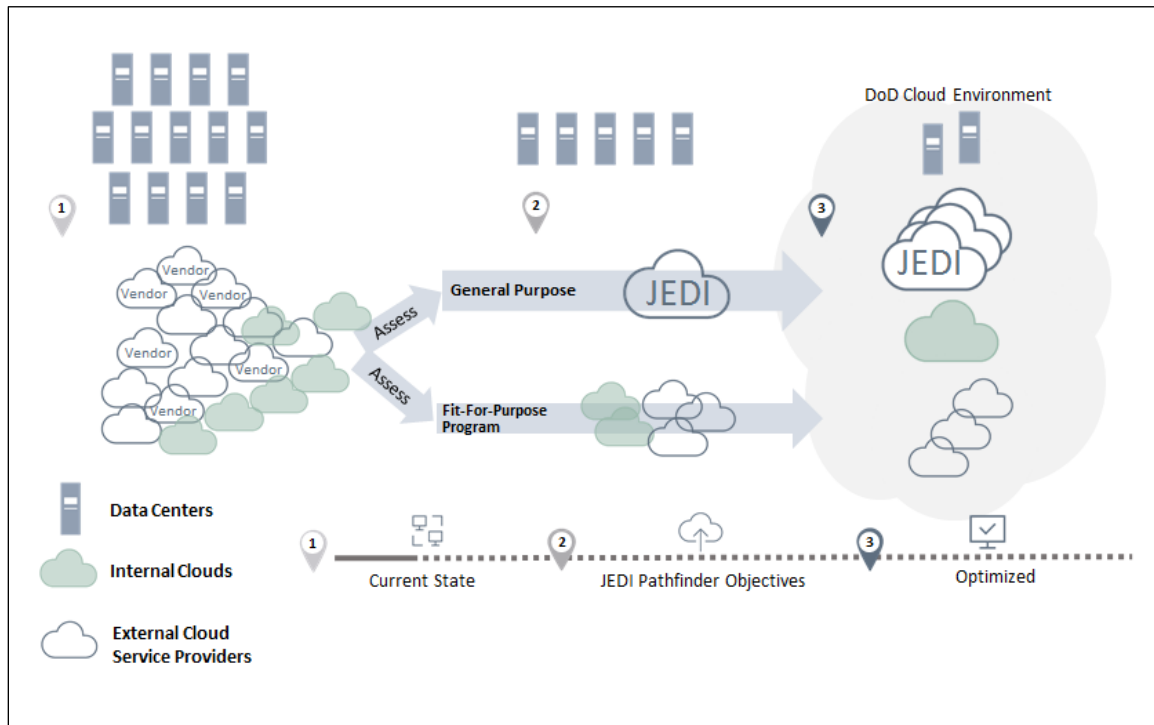 DoD Cloud Environment
1
2
3
Vendor
Vendor
Vendor
Vendor
Vendor
Vendor
Assess
Assess
General Purpose
JEDI
JEDI
Fit-For-Purpose
Program
Data Centers
Internal Clouds
External Cloud
Service Providers
1
2
3
Current State
JEDI Pathfinder Objectives
Optimized